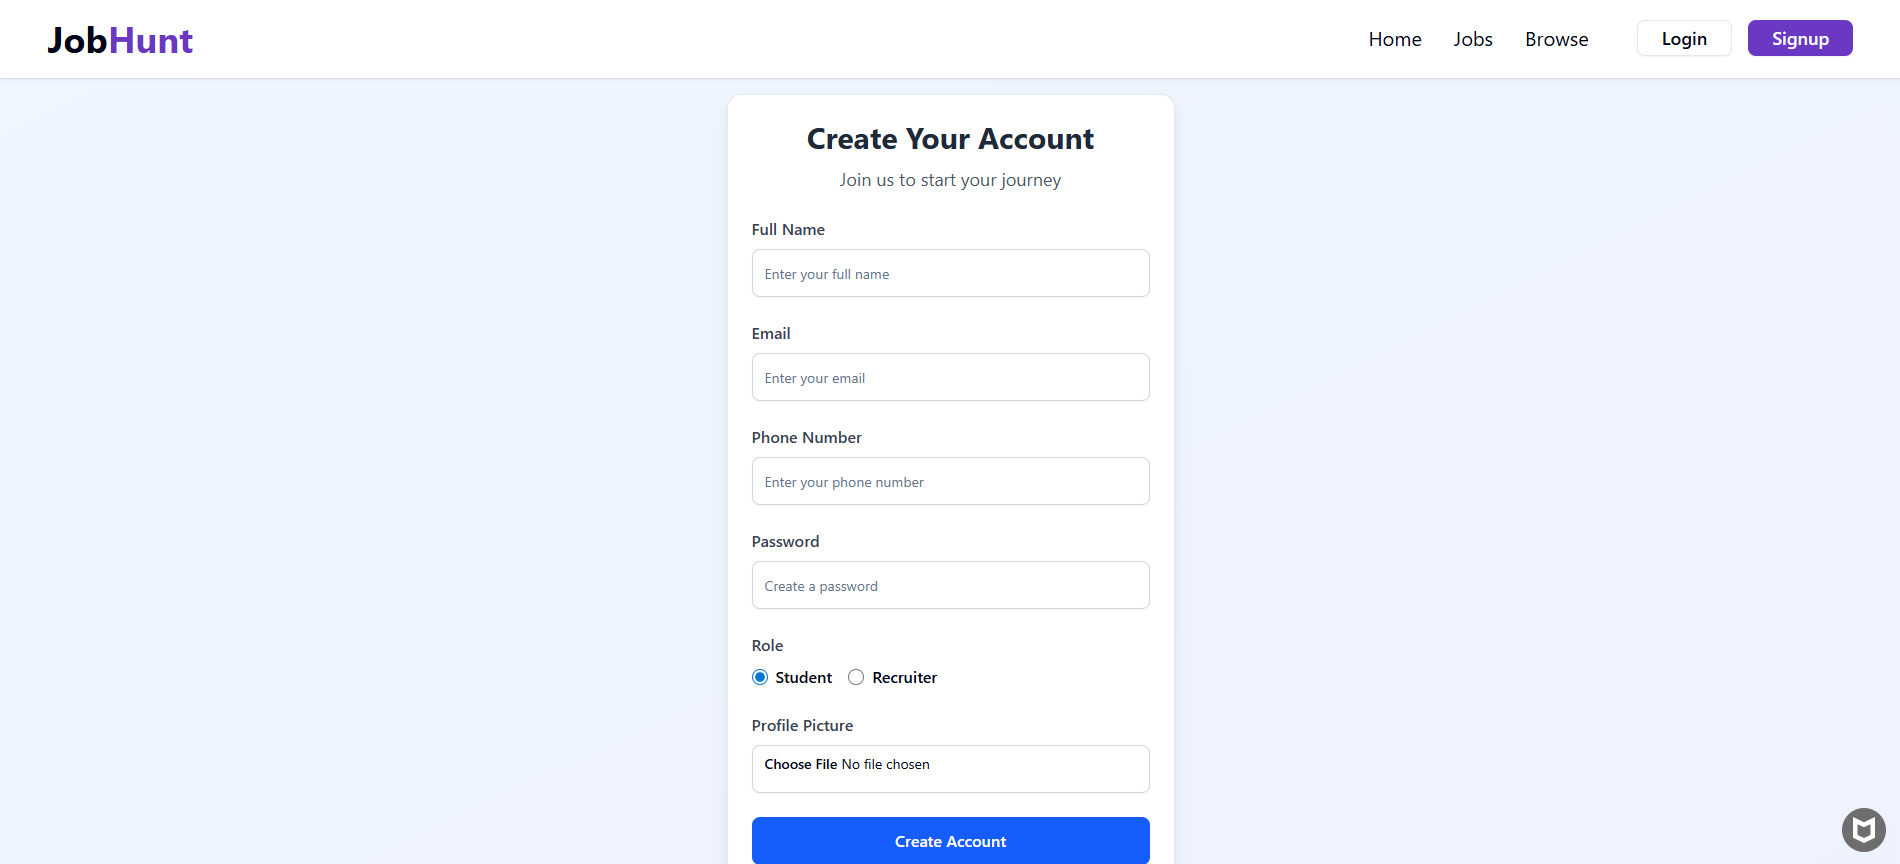 JobHunt
Home Jobs Browse Login Signup
Create Your Account
Join us to start your journey
Full Name
Enter your full name
Email
Enter your email
Phone Number
Enter your phone number
Password
Create a password
Role
Student Recruiter
Profile Picture
Choose File No file chosen
Create Account